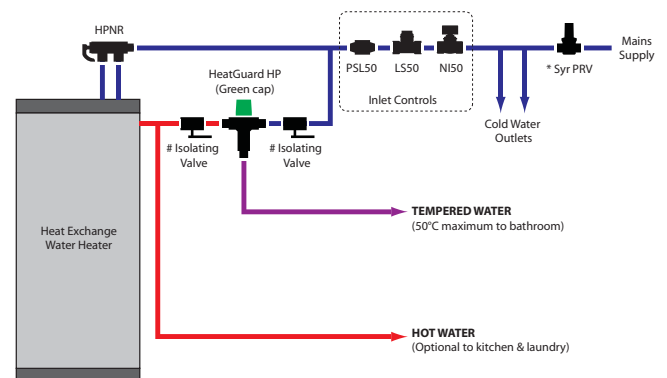 HPNR
HeatGuard HP
(Green cap)
PSL50
LS50
NI50
Inlet Controls
* Syr PRV
Mains
Supply
Cold Water
Outlets
# Isolating
Valve
# Isolating
Valve
Heat Exchange
Water Heater
TEMPERED WATER
(50°C maximum to bathroom)
HOT WATER
(Optional to kitchen & laundry)